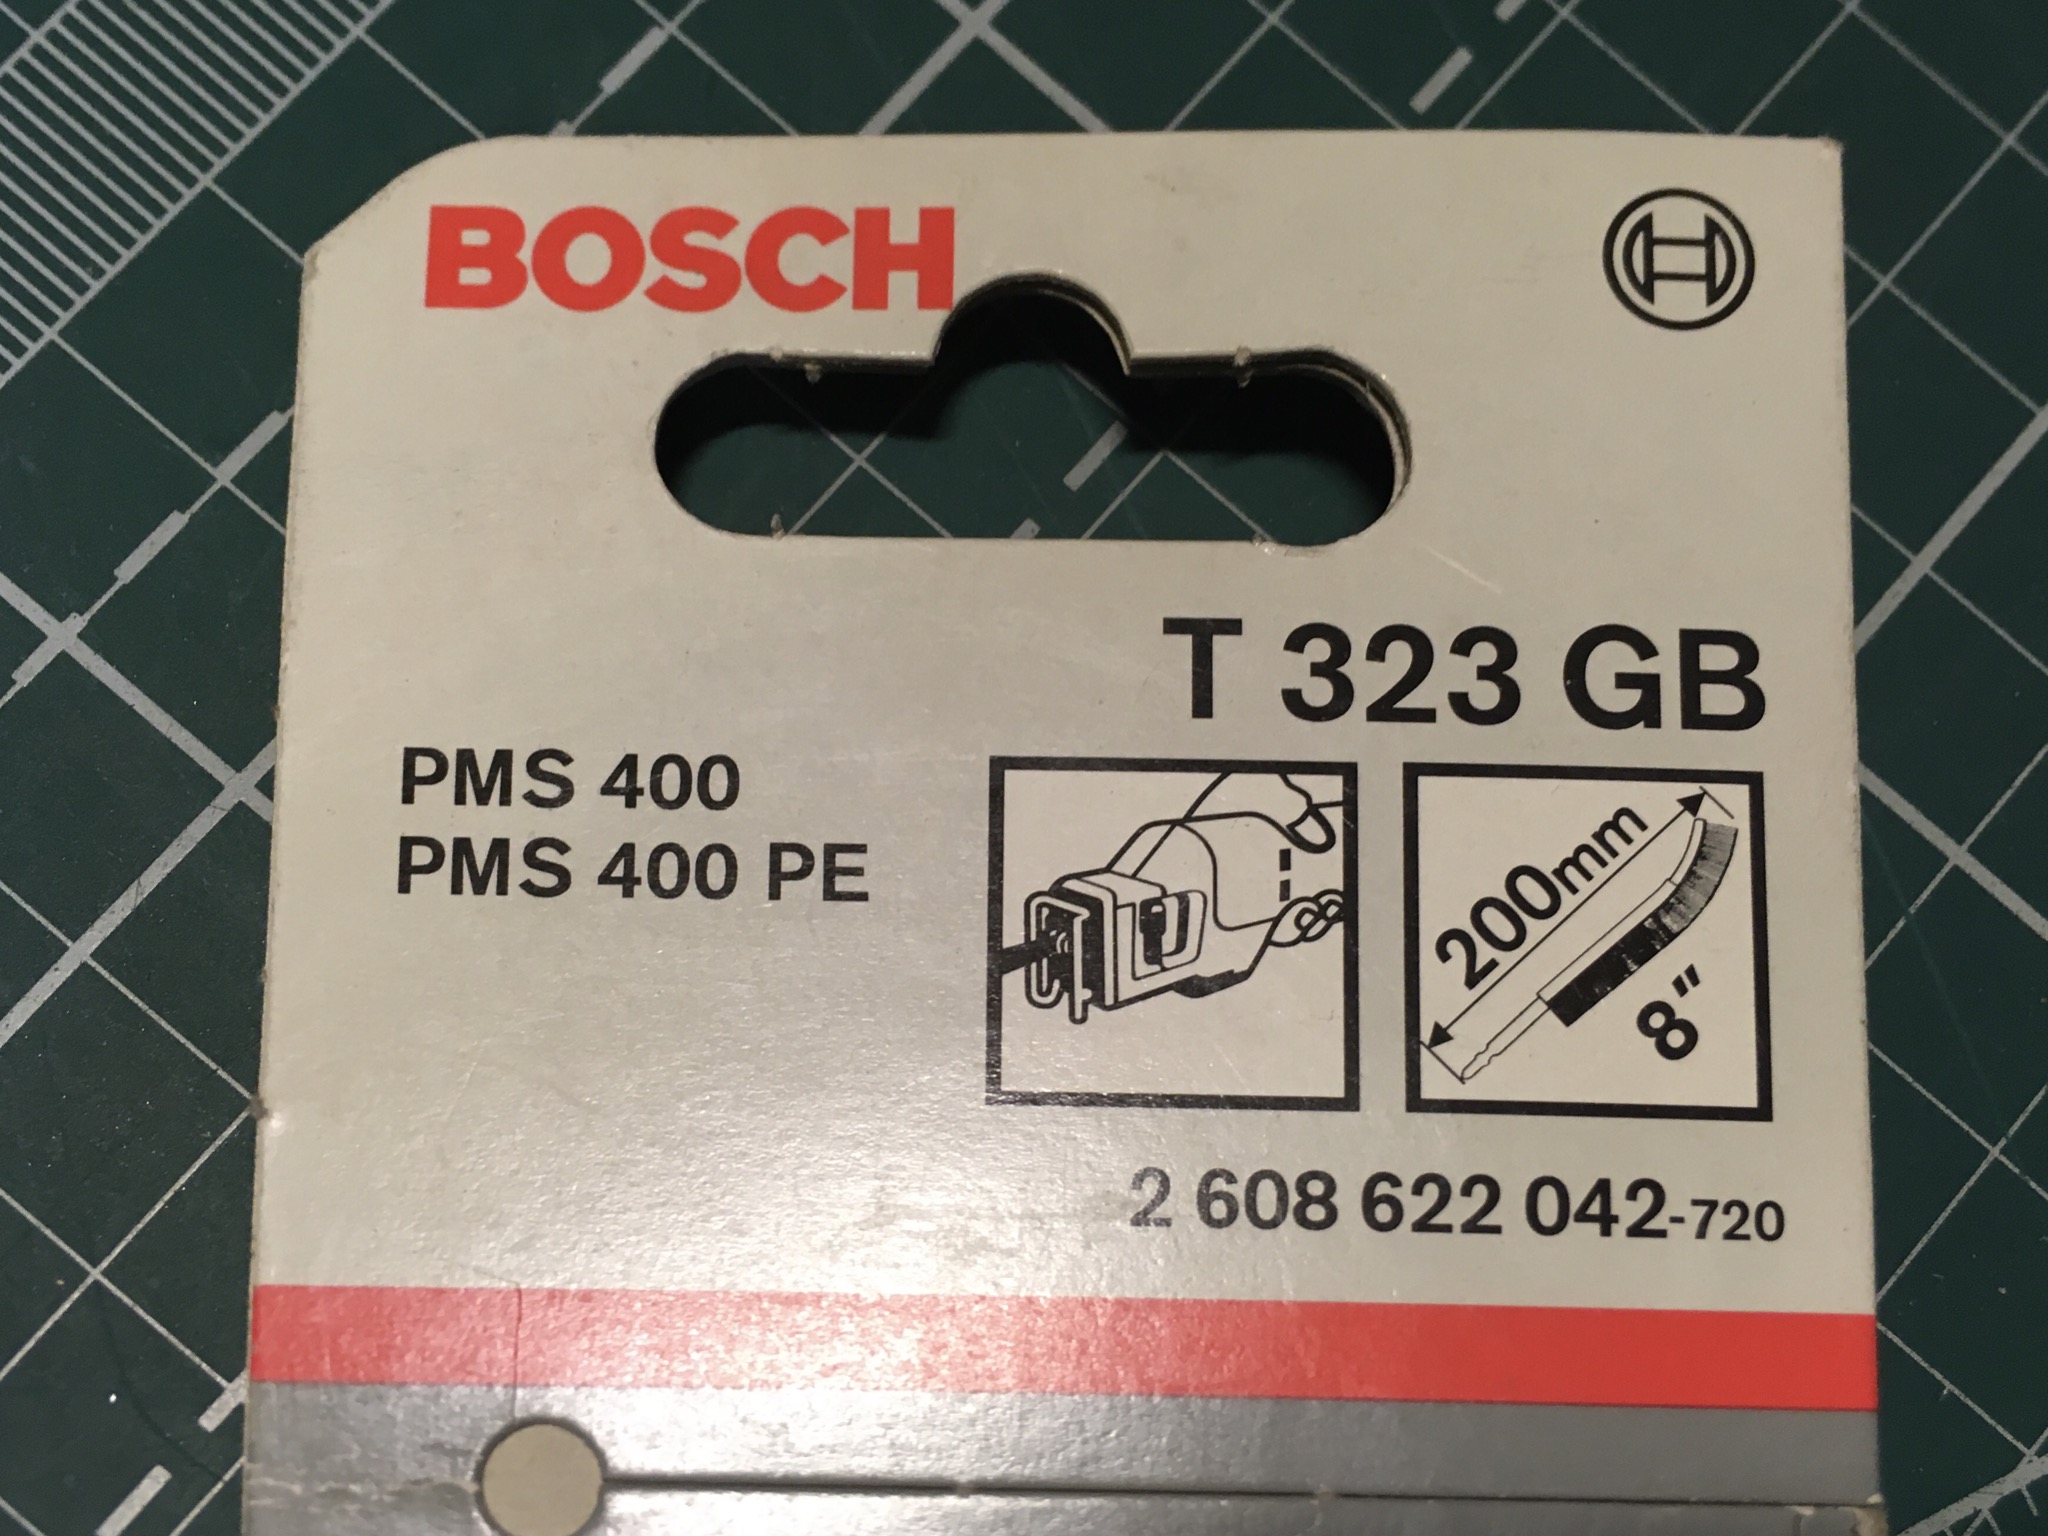 BOSCH
T 323 GB
PMS 400
PMS 400 PE
200mm
8"
2 608 622 042-720